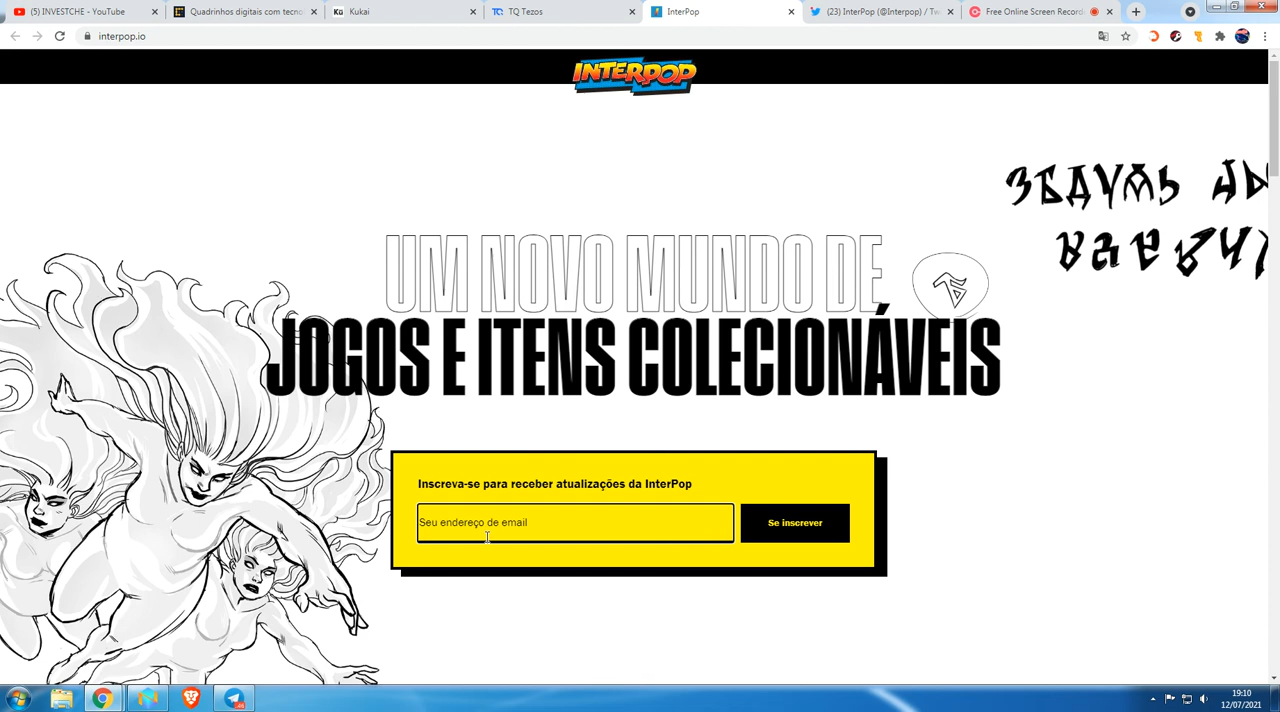 (5) INVESTCHE - YouTube
Quadrinhos digitais com tecno
Kukai
TQ Tezos
InterPop
(23) InterPop (@Interpop) / Tw
Free Online Screen Record
interpop.io
INTERPOP
UM NOVO MUNDO DE
JOGOS E ITENS COLECIONÁVEIS
Inscreva-se para receber atualizações da InterPop
Seu endereço de email
Se inscrever
19:10
12/07/2021